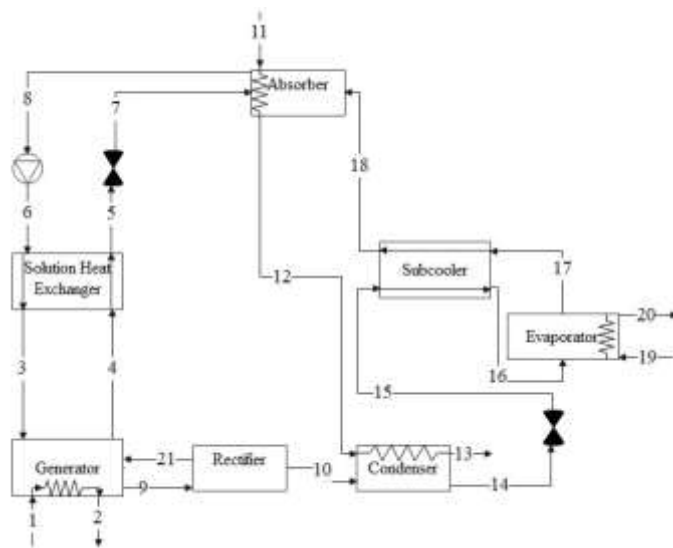 11
Absorber
8
7
18
6
5
Solution Heat
Exchanger
12
Subcooler
17
20
Evaporator
19
3
4
16
15
Generator
21
Rectifier
10
13
Condenser
9
14
1
2